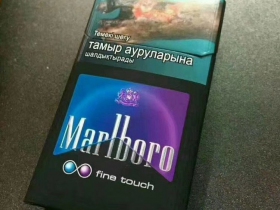 Темекі шегу
тамыр ауруларына
шалдықтырады
Marlboro
fine touch